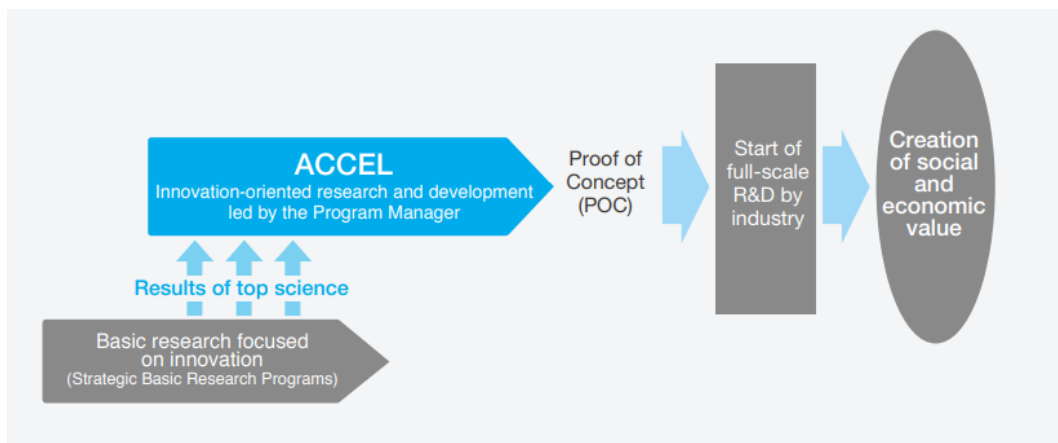 ACCEL
Innovation-oriented research and development
led by the Program Manager
Proof of
Concept
(POC)
Start of
full-scale
R&D by
industry
Creation
of social
and
economic
value
Results of top science
Basic research focused
on innovation
(Strategic Basic Research Programs)